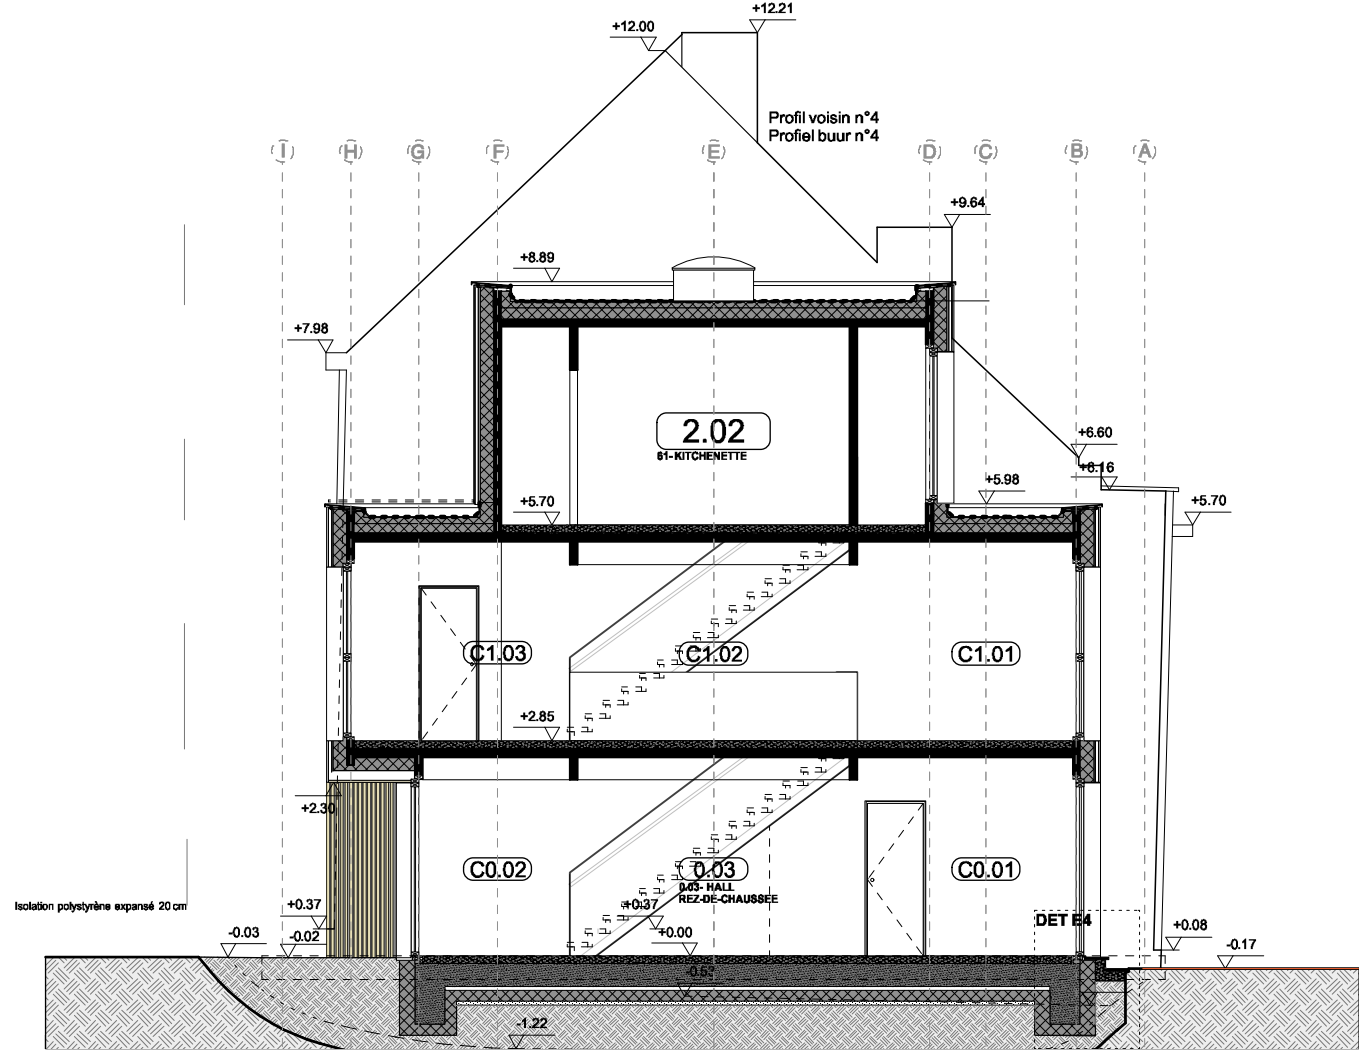 +12.21
+12.00
Profil voisin n°4
Profiel buur n°4
I H G F E D C B A
+9.64
+8.89
+7.98
2.02
61- KITCHENETTE
+6.60
+6.16
+5.98
+5.70
+5.70
C1.03
C1.02
C1.01
+2.85
+2.30
C0.02
0.03
C0.01
0.03- HALL
REZ-DE-CHAUSSEE
Isolation polystyrène expansé 20 cm
+0.37
+0.37
DET E4
-0.03
-0.02
+0.00
+0.08
-0.17
-0.53
-1.22